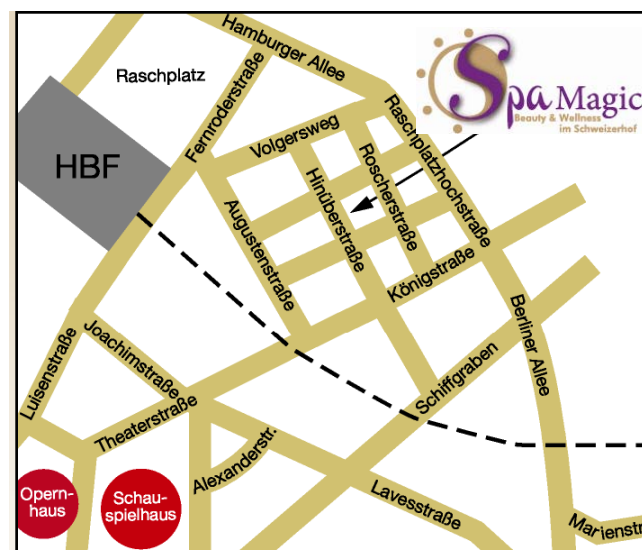 Hamburger Allee
Raschplatz
Fernroderstraße
Spa Magic
Beauty & Wellness
im Schweizerhof
HBF
Volgersweg
Raschplatzhochstraße
Roscherstraße
Hinüberstraße
Augustenstraße
Königstraße
Berliner Allee
Joachimstraße
Luisenstraße
Schiffgraben
Theaterstraße
Alexanderstr.
Lavesstraße
Opern-
haus
Schau-
spielhaus
Marienstr